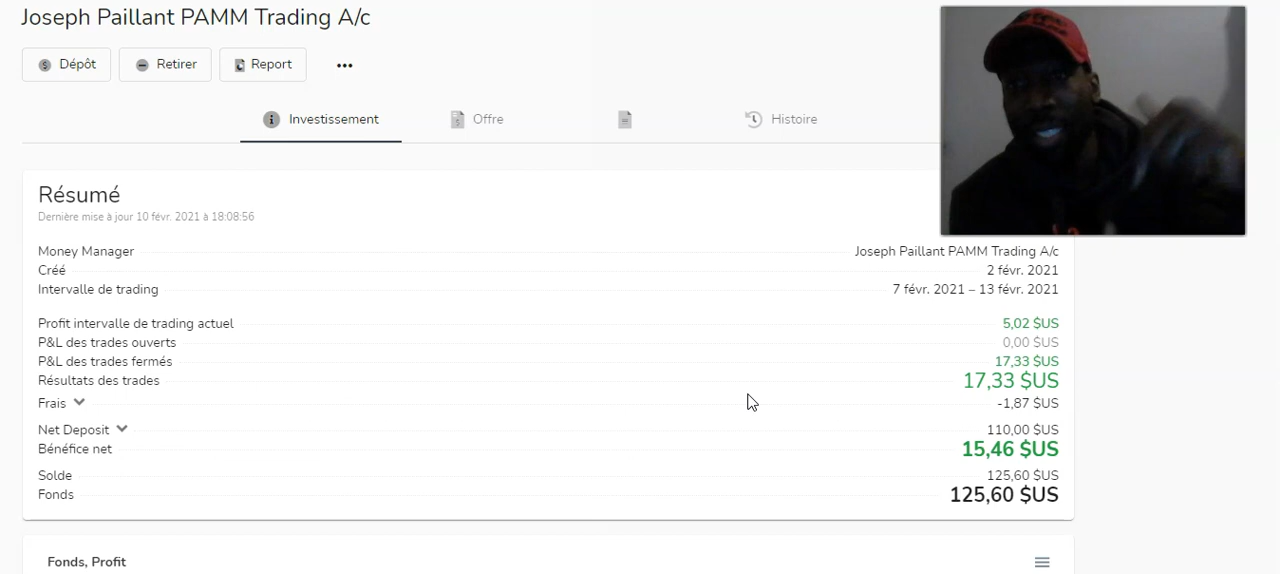 Joseph Paillant PAMM Trading A/c
Dépôt Retirer Report
Investissement Offre Histoire
Résumé
Dernière mise à jour 10 févr. 2021 à 18:08:56
Money Manager Joseph Paillant PAMM Trading A/c
Créé 2 févr. 2021
Intervalle de trading 7 févr. 2021 – 13 févr. 2021
Profit intervalle de trading actuel 5,02 $US
P&L des trades ouverts 0,00 $US
P&L des trades fermés 17,33 $US
Résultats des trades 17,33 $US
Frais -1,87 $US
Net Deposit 110,00 $US
Bénéfice net 15,46 $US
Solde 125,60 $US
Fonds 125,60 $US
Fonds, Profit